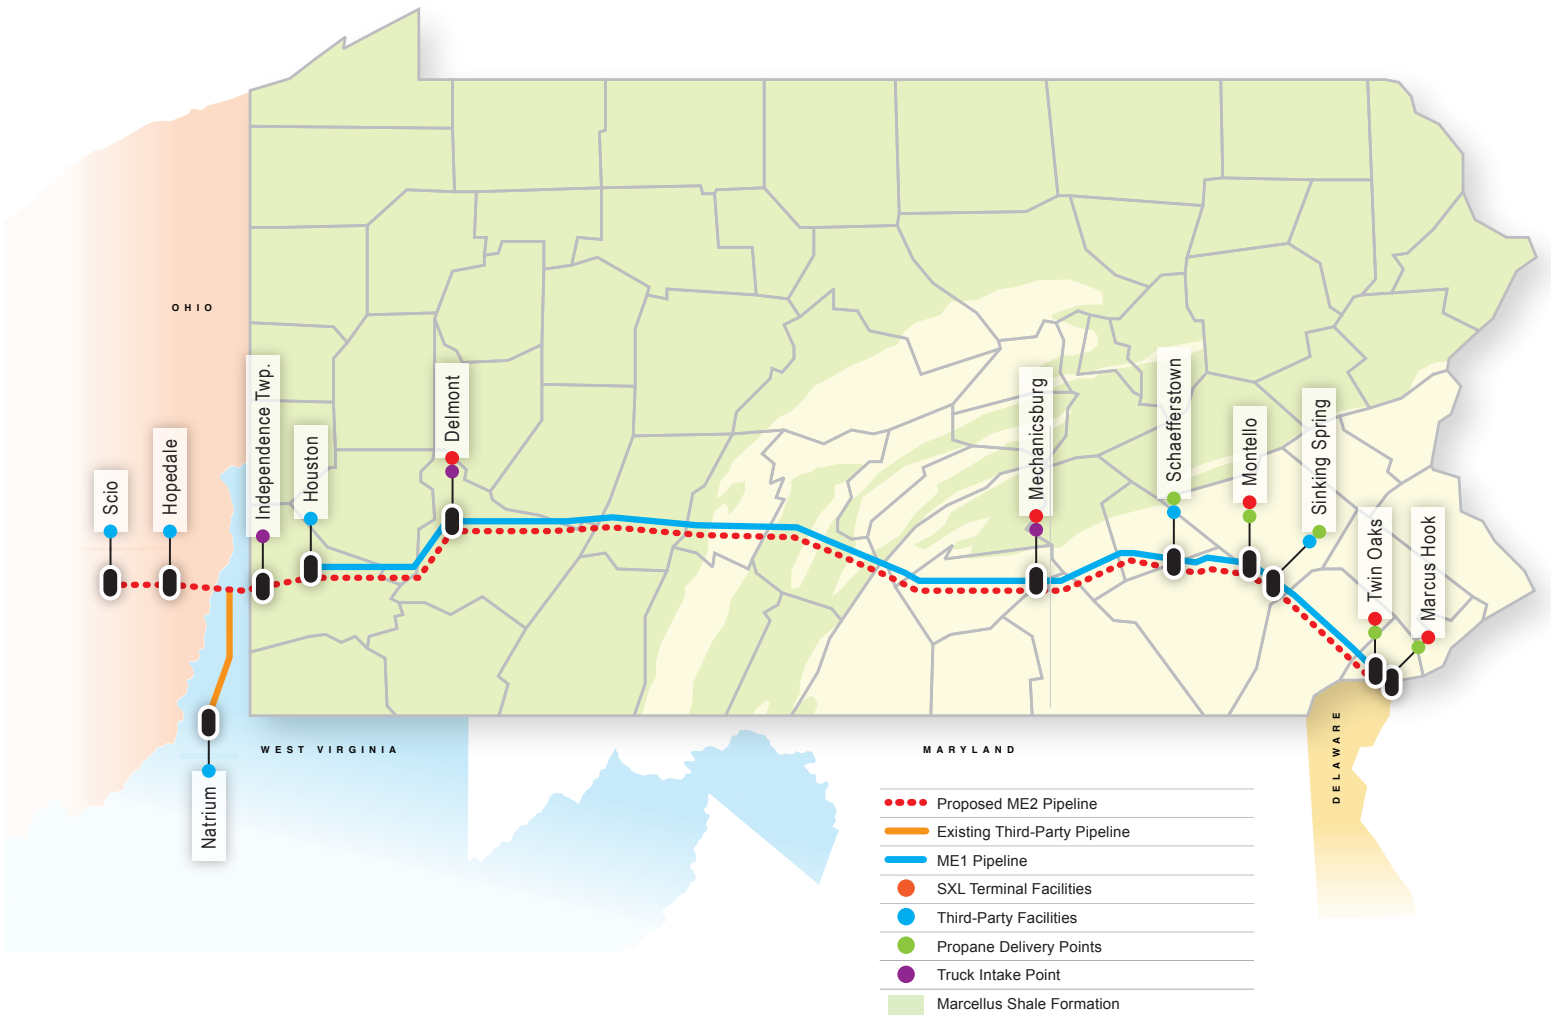 OHIO
Scio
Hopedale
Independence Twp.
Houston
Delmont
Mechanicsburg
Schaefferstown
Montello
Sinking Spring
Twin Oaks
Marcus Hook
Natrium
WEST VIRGINIA
MARYLAND
DELAWARE
Proposed ME2 Pipeline
Existing Third-Party Pipeline
ME1 Pipeline
SXL Terminal Facilities
Third-Party Facilities
Propane Delivery Points
Truck Intake Point
Marcellus Shale Formation